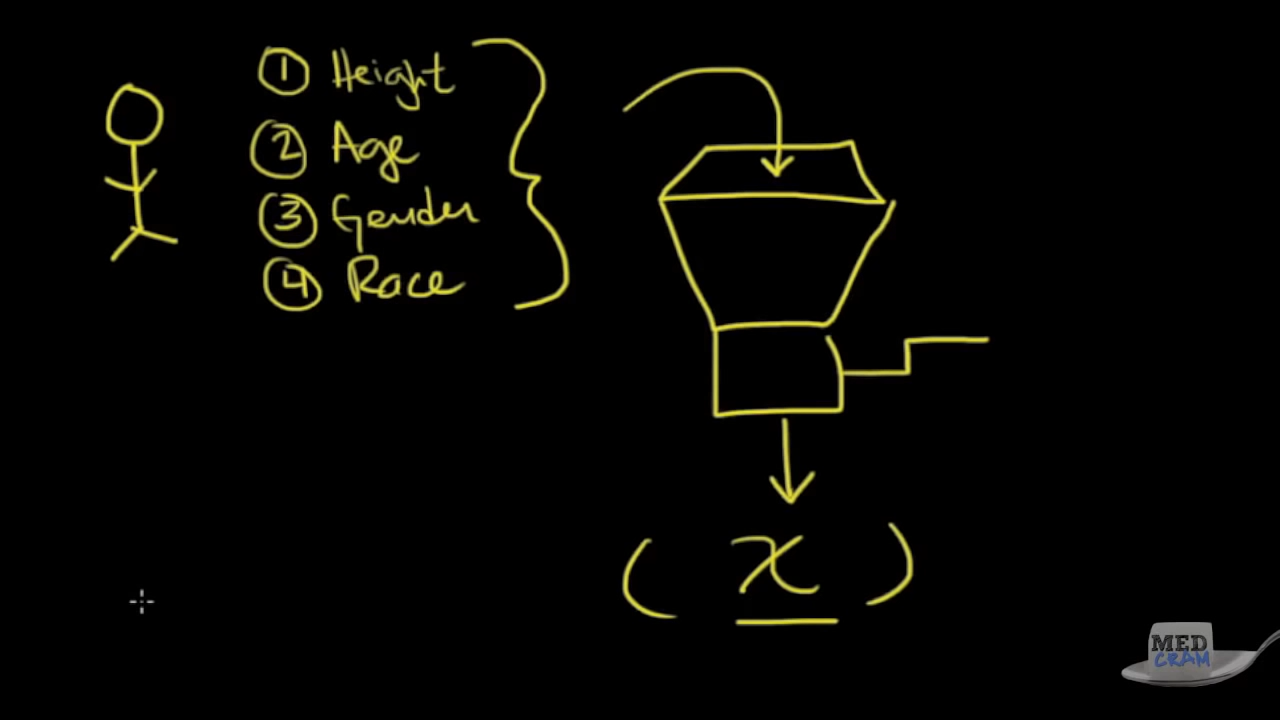 ① Height
② Age
③ Gender
④ Race
( x )
MED
CRAM